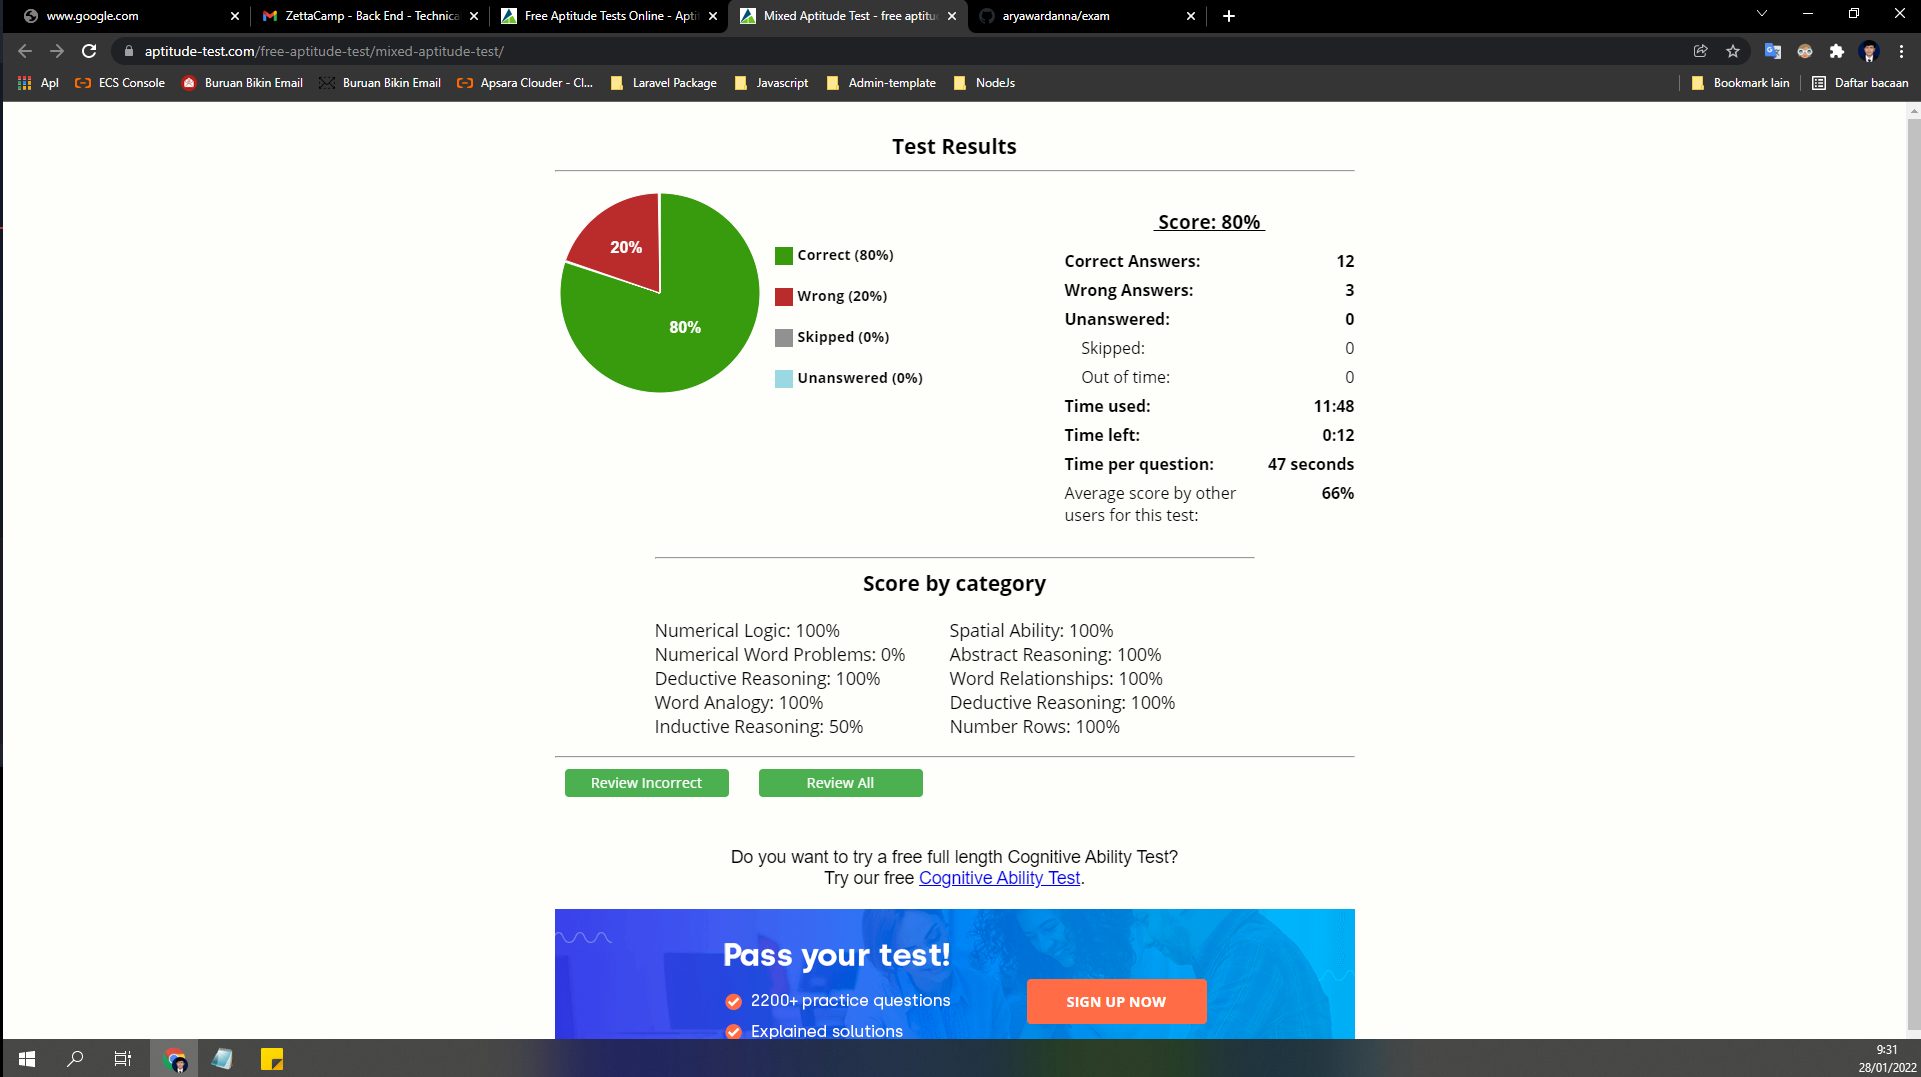 www.google.com
ZettaCamp - Back End - Technica
Free Aptitude Tests Online - Apti
Mixed Aptitude Test - free aptitud
aryawardanna/exam
aptitude-test.com/free-aptitude-test/mixed-aptitude-test/
Apl
ECS Console
Buruan Bikin Email
Buruan Bikin Email
Apsara Clouder - Cl...
Laravel Package
Javascript
Admin-template
NodeJs
Bookmark lain
Daftar bacaan
Test Results
20%
80%
Correct (80%)
Wrong (20%)
Skipped (0%)
Unanswered (0%)
Score: 80%
Correct Answers: 12
Wrong Answers: 3
Unanswered: 0
Skipped: 0
Out of time: 0
Time used: 11:48
Time left: 0:12
Time per question: 47 seconds
Average score by other 66%
users for this test:
Score by category
Numerical Logic: 100%
Numerical Word Problems: 0%
Deductive Reasoning: 100%
Word Analogy: 100%
Inductive Reasoning: 50%
Spatial Ability: 100%
Abstract Reasoning: 100%
Word Relationships: 100%
Deductive Reasoning: 100%
Number Rows: 100%
Review Incorrect
Review All
Do you want to try a free full length Cognitive Ability Test?
Try our free Cognitive Ability Test.
Pass your test!
2200+ practice questions
Explained solutions
SIGN UP NOW
9:31
28/01/2022